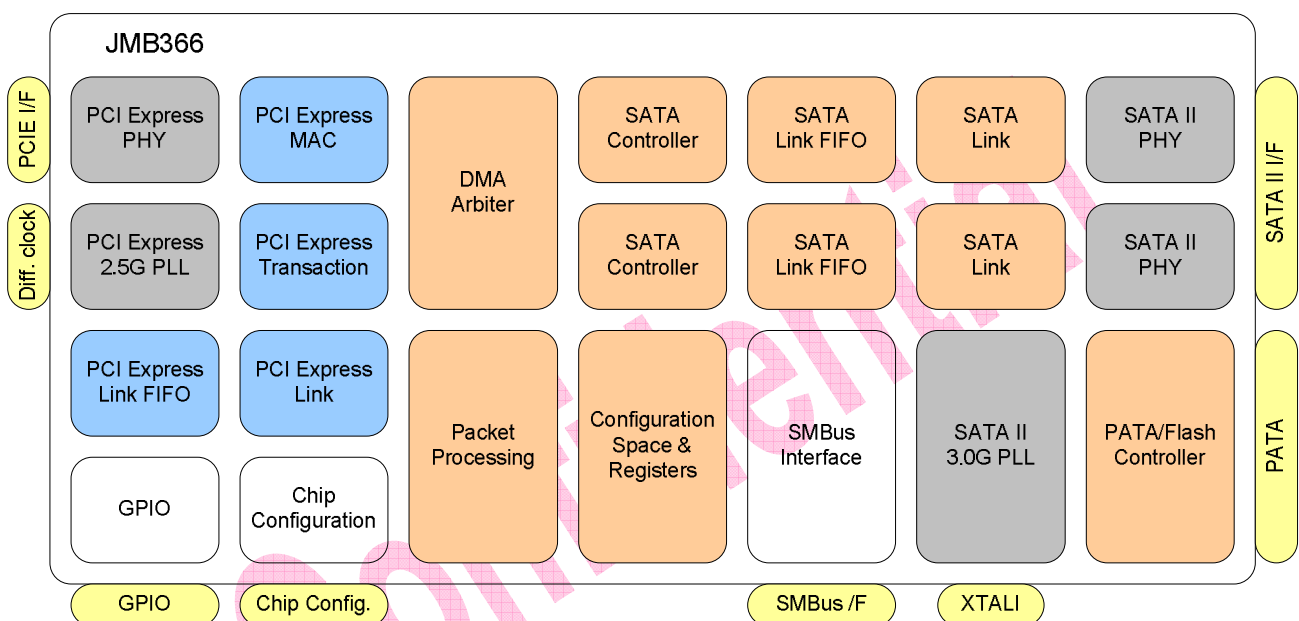 JMB366
PCIE I/F
PCI Express
PHY
PCI Express
MAC
DMA
Arbiter
SATA
Controller
SATA
Link FIFO
SATA
Link
SATA II
PHY
SATA II I/F
Diff. clock
PCI Express
2.5G PLL
PCI Express
Transaction
SATA
Controller
SATA
Link FIFO
SATA
Link
SATA II
PHY
PCI Express
Link FIFO
PCI Express
Link
Packet
Processing
Configuration
Space &
Registers
SMBus
Interface
SATA II
3.0G PLL
PATA/Flash
Controller
PATA
GPIO
Chip
Configuration
GPIO
Chip Config.
SMBus /F
XTALI
Confidential